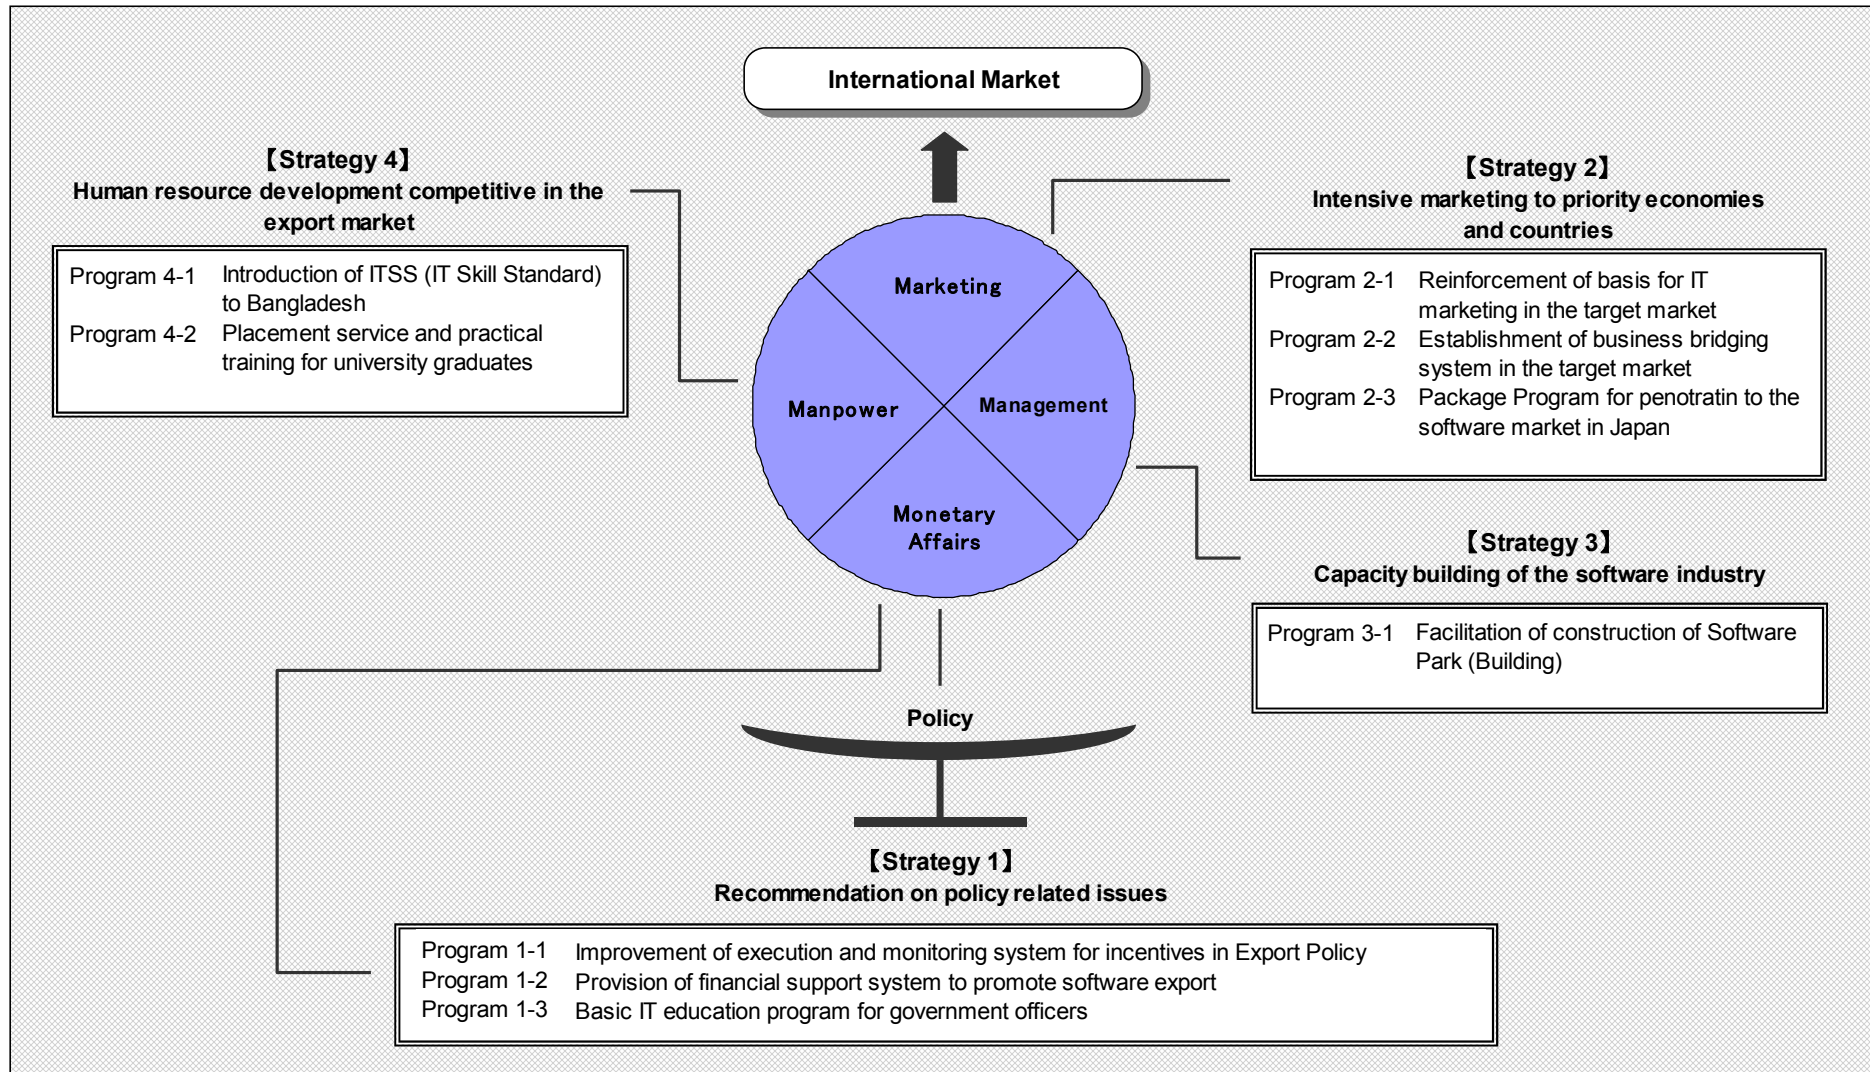 International Market
【Strategy 4】
Human resource development competitive in the
export market
Program 4-1 Introduction of ITSS (IT Skill Standard)
to Bangladesh
Program 4-2 Placement service and practical
training for university graduates
【Strategy 2】
Intensive marketing to priority economies
and countries
Program 2-1 Reinforcement of basis for IT
marketing in the target market
Program 2-2 Establishment of business bridging
system in the target market
Program 2-3 Package Program for penotratin to the
software market in Japan
Marketing
Manpower
Management
Monetary
Affairs
【Strategy 3】
Capacity building of the software industry
Program 3-1 Facilitation of construction of Software
Park (Building)
Policy
【Strategy 1】
Recommendation on policy related issues
Program 1-1 Improvement of execution and monitoring system for incentives in Export Policy
Program 1-2 Provision of financial support system to promote software export
Program 1-3 Basic IT education program for government officers